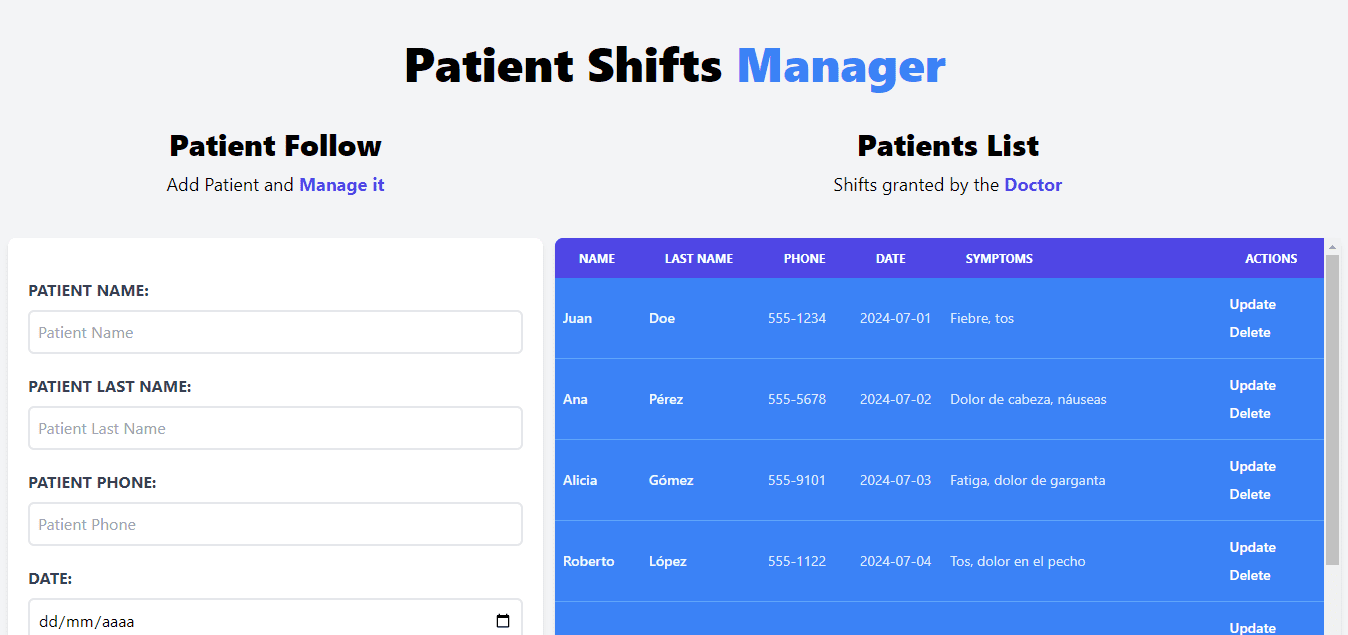 Patient Shifts Manager
Patient Follow
Add Patient and Manage it
PATIENT NAME:
Patient Name
PATIENT LAST NAME:
Patient Last Name
PATIENT PHONE:
Patient Phone
DATE:
dd/mm/aaaa
Patients List
Shifts granted by the Doctor
NAME LAST NAME PHONE DATE SYMPTOMS ACTIONS
Juan Doe 555-1234 2024-07-01 Fiebre, tos Update
Delete
Ana Pérez 555-5678 2024-07-02 Dolor de cabeza, náuseas Update
Delete
Alicia Gómez 555-9101 2024-07-03 Fatiga, dolor de garganta Update
Delete
Roberto López 555-1122 2024-07-04 Tos, dolor en el pecho Update
Delete
Update